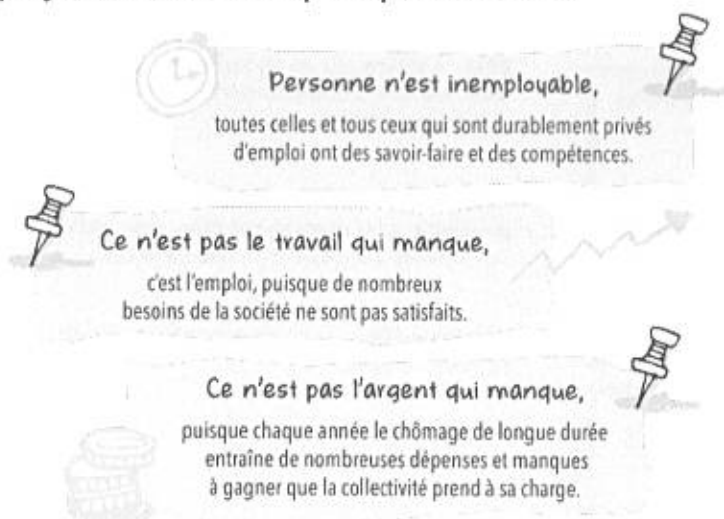 Personne n'est inemployable,
toutes celles et tous ceux qui sont durablement privés
d'emploi ont des savoir-faire et des compétences.
Ce n'est pas le travail qui manque,
c'est l'emploi, puisque de nombreux
besoins de la société ne sont pas satisfaits.
Ce n'est pas l'argent qui manque,
puisque chaque année le chômage de longue durée
entraîne de nombreuses dépenses et manques
à gagner que la collectivité prend à sa charge.